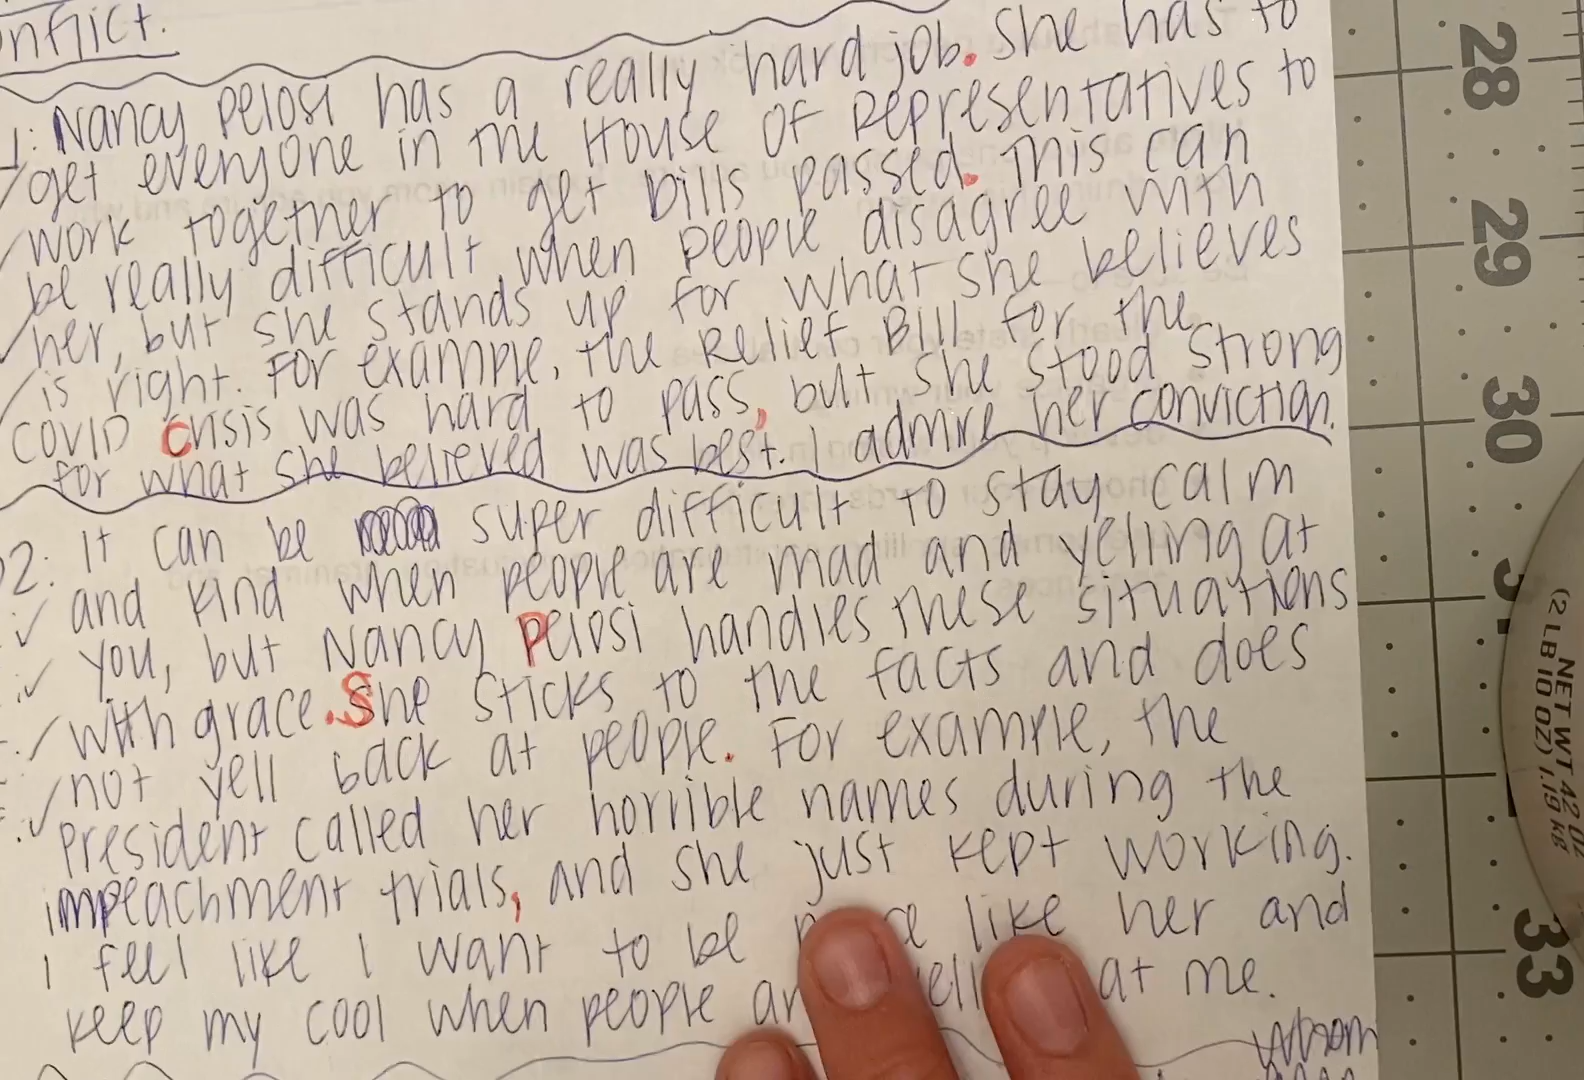 nflict.
1: Nancy Pelosi has a really hard job. She has to
get everyone in the House of Representatives to
work together to get bills passed. This can
be really difficult when people disagree with
her, but she stands up for what she believes
is right. For example, the Relief Bill for the
COVID crisis was hard to pass, but she stood strong
for what she believed was best. I admire her conviction.
2: It can be super difficult to stay calm
and kind when people are mad and yelling at
you, but Nancy Pelosi handles these situations
with grace. She sticks to the facts and does
not yell back at people. For example, the
President called her horrible names during the
impeachment trials, and she just kept working.
I feel like I want to be like her and
keep my cool when people at me.
Whom
28
29
30
33
NET WT 42 OZ
(2 LB 10 OZ) 1.19 kg